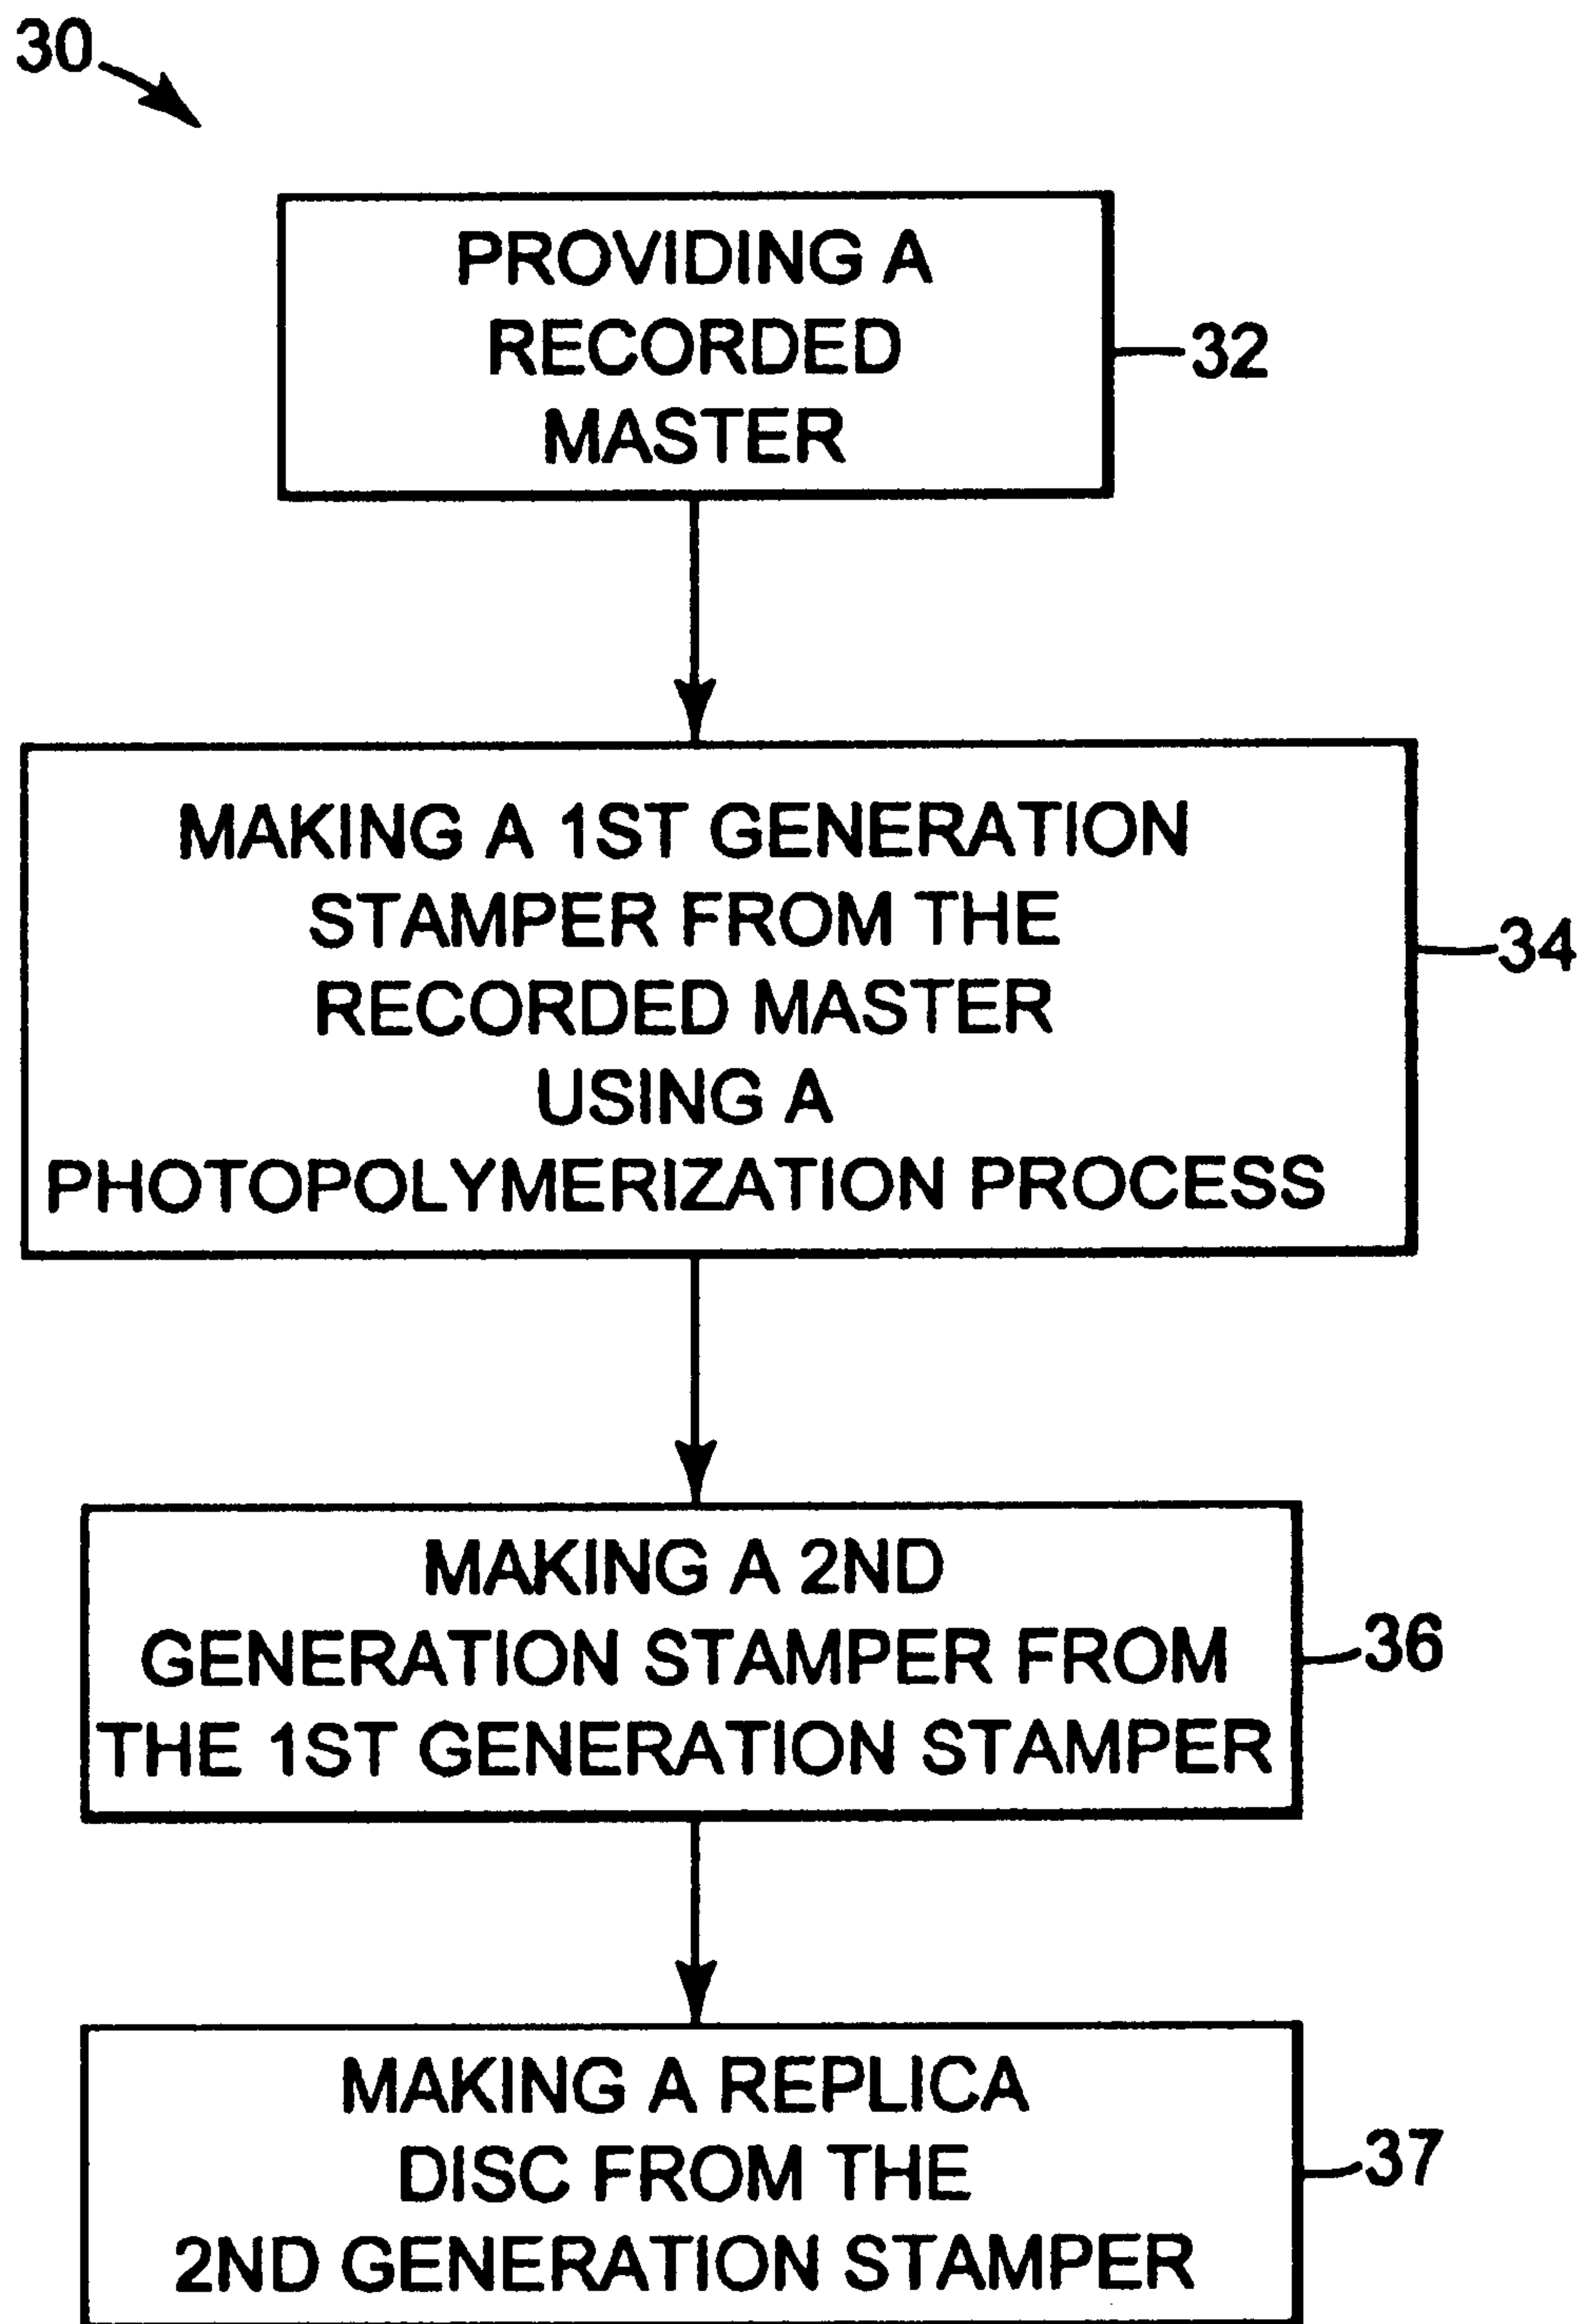 30
PROVIDING A
RECORDED
MASTER
32
MAKING A 1ST GENERATION
STAMPER FROM THE
RECORDED MASTER
USING A
PHOTOPOLYMERIZATION PROCESS
34
MAKING A 2ND
GENERATION STAMPER FROM
THE 1ST GENERATION STAMPER
36
MAKING A REPLICA
DISC FROM THE
2ND GENERATION STAMPER
37